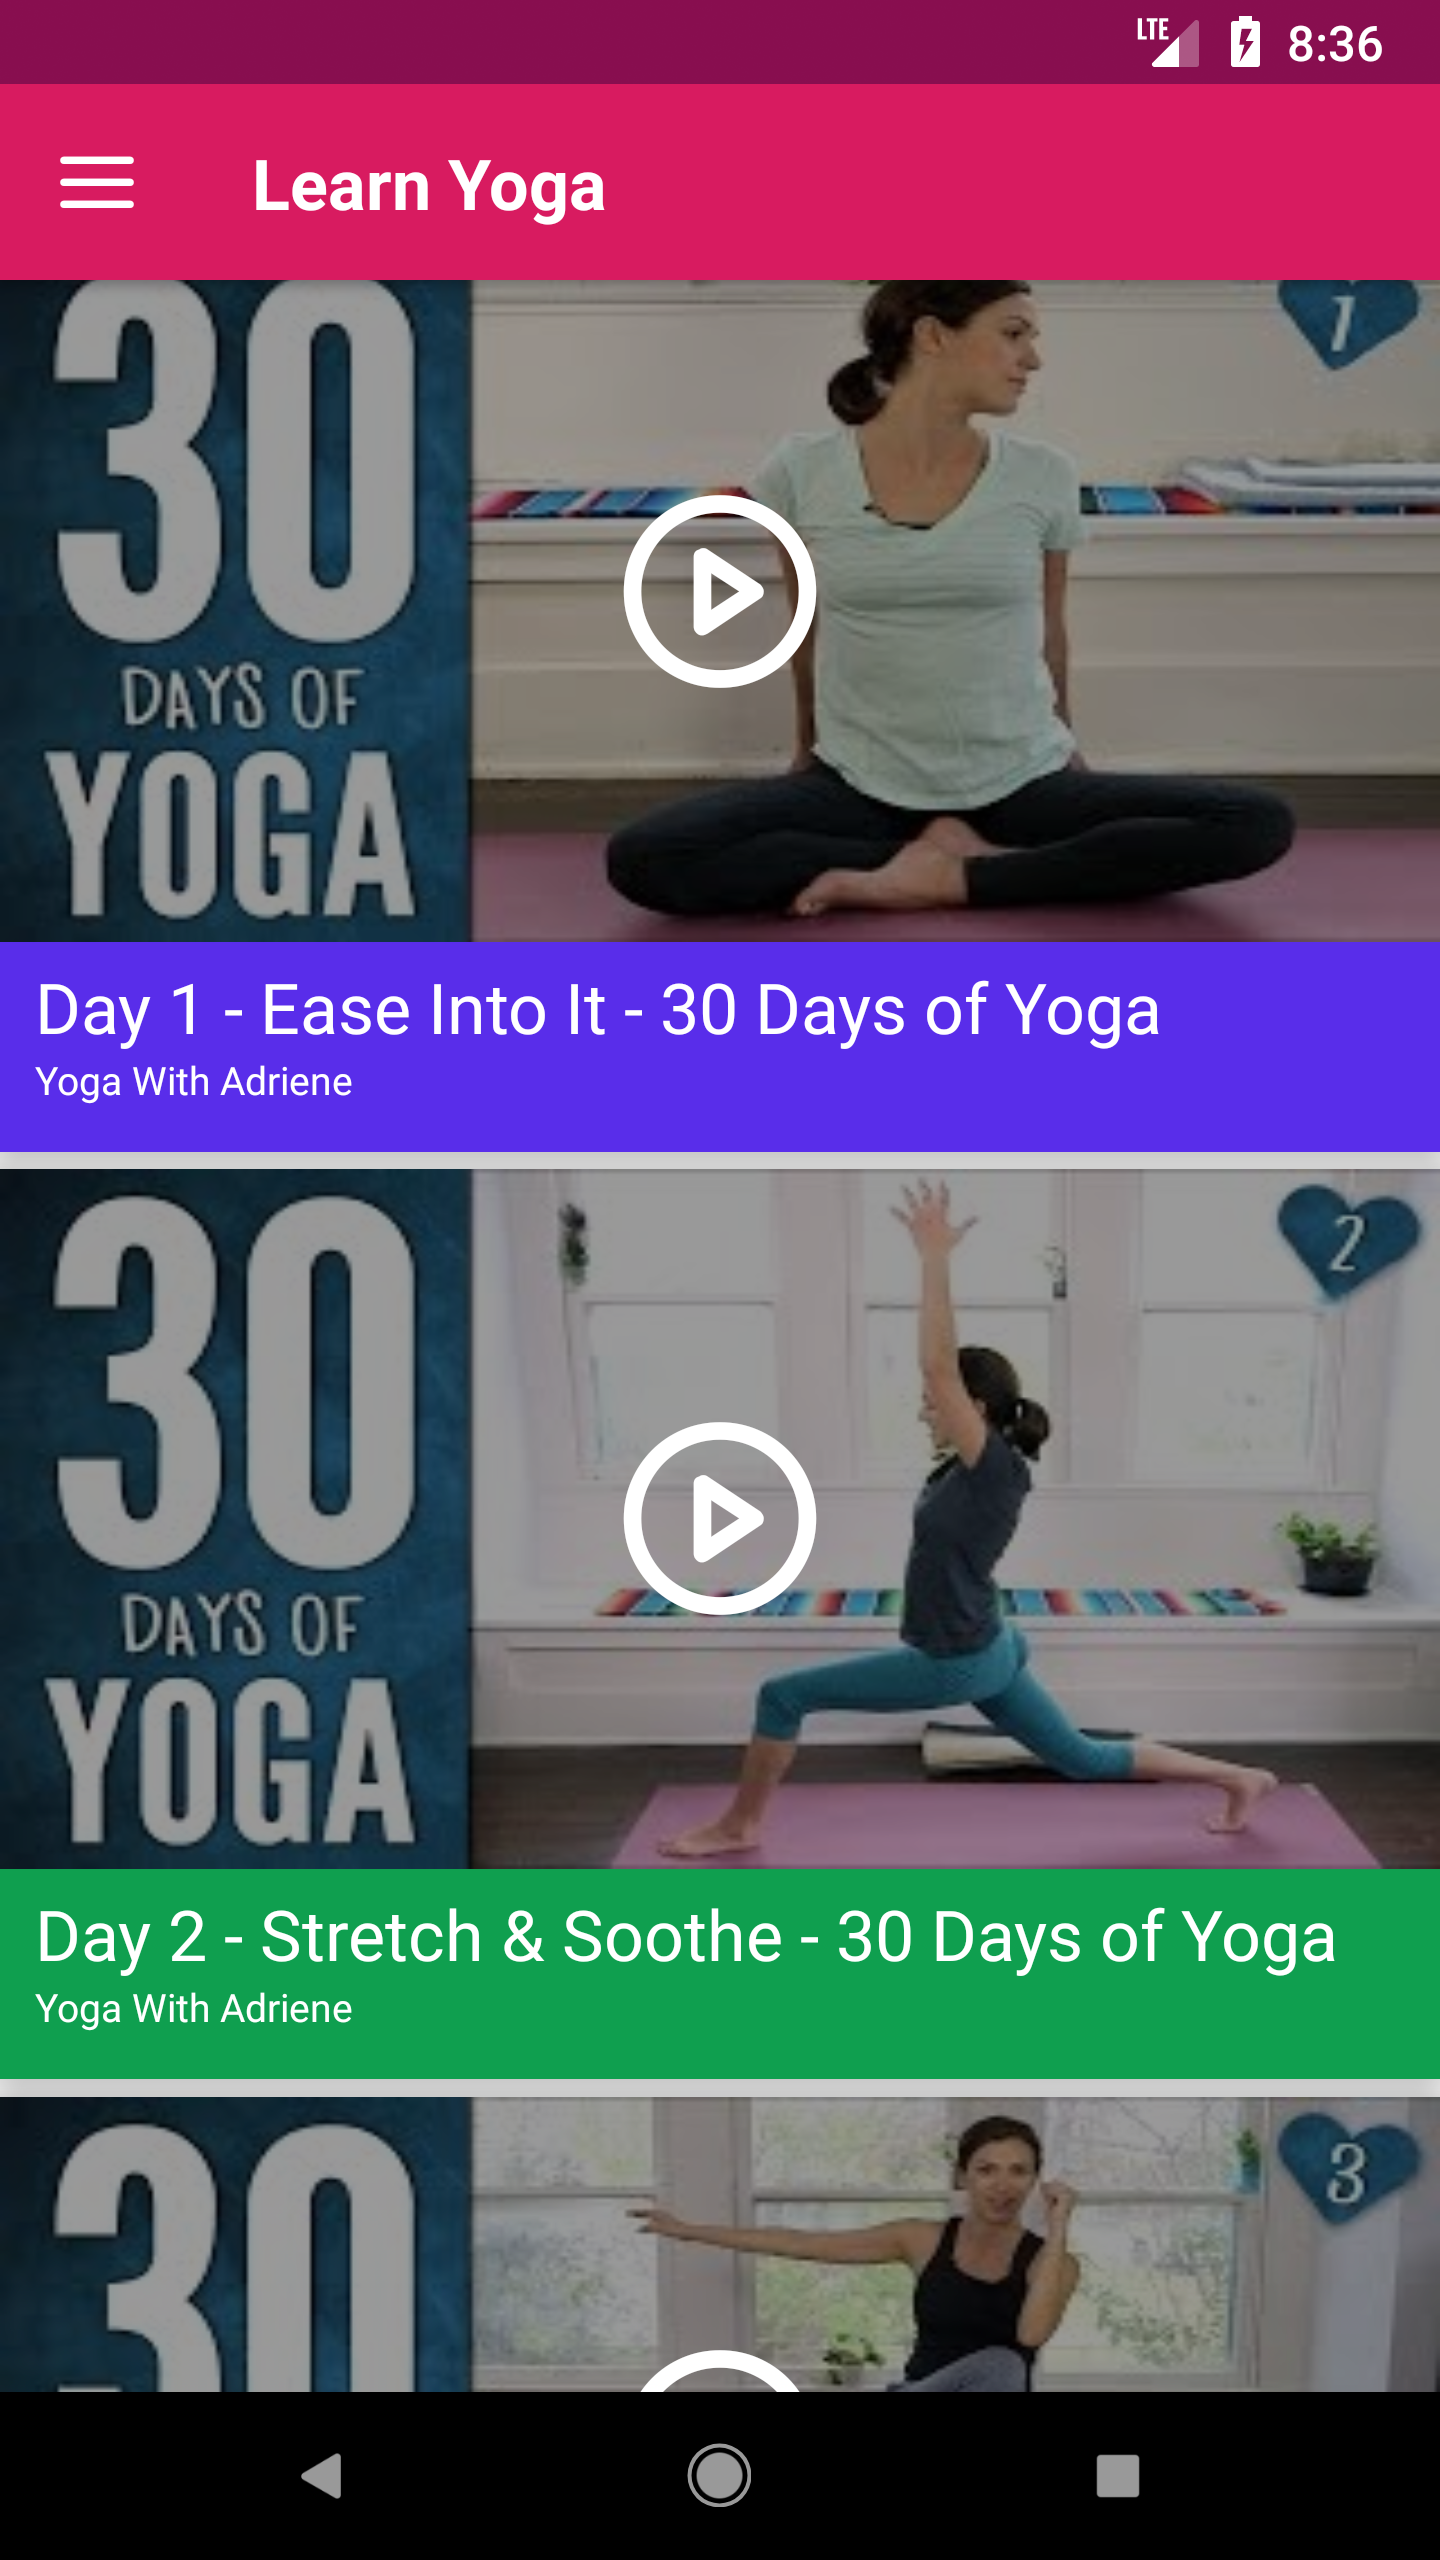 LTE 8:36
Learn Yoga
30
DAYS OF
YOGA
1
Day 1 - Ease Into It - 30 Days of Yoga
Yoga With Adriene
30
DAYS OF
YOGA
2
Day 2 - Stretch & Soothe - 30 Days of Yoga
Yoga With Adriene
30
3